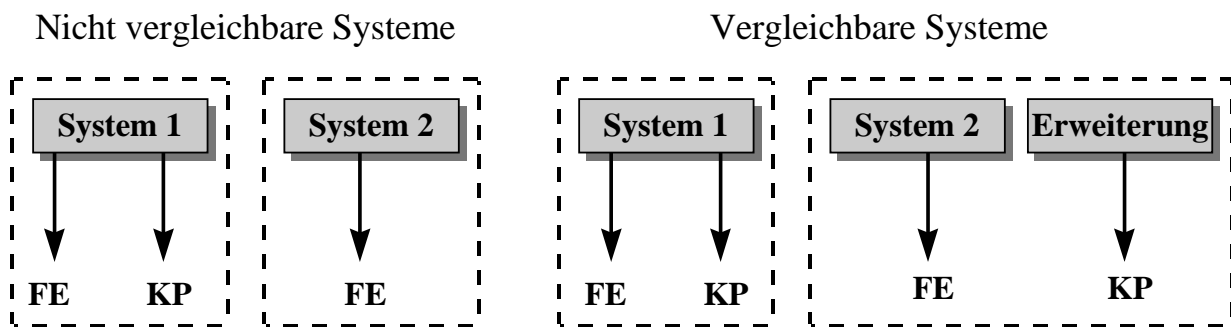 Nicht vergleichbare Systeme
Vergleichbare Systeme
System 1
System 2
System 1
System 2
Erweiterung
FE
KP
FE
FE
KP
FE
KP